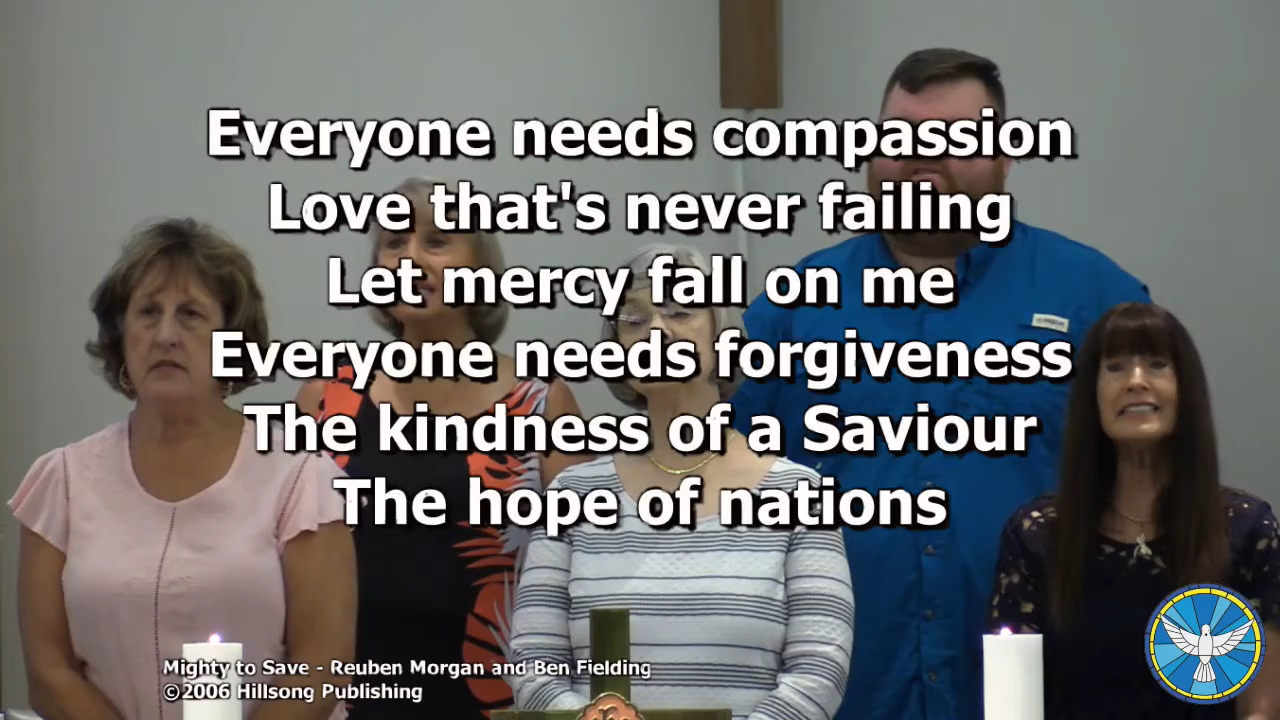 Everyone needs compassion
Love that's never failing
Let mercy fall on me
Everyone needs forgiveness
The kindness of a Saviour
The hope of nations
Mighty to Save - Reuben Morgan and Ben Fielding
©2006 Hillsong Publishing